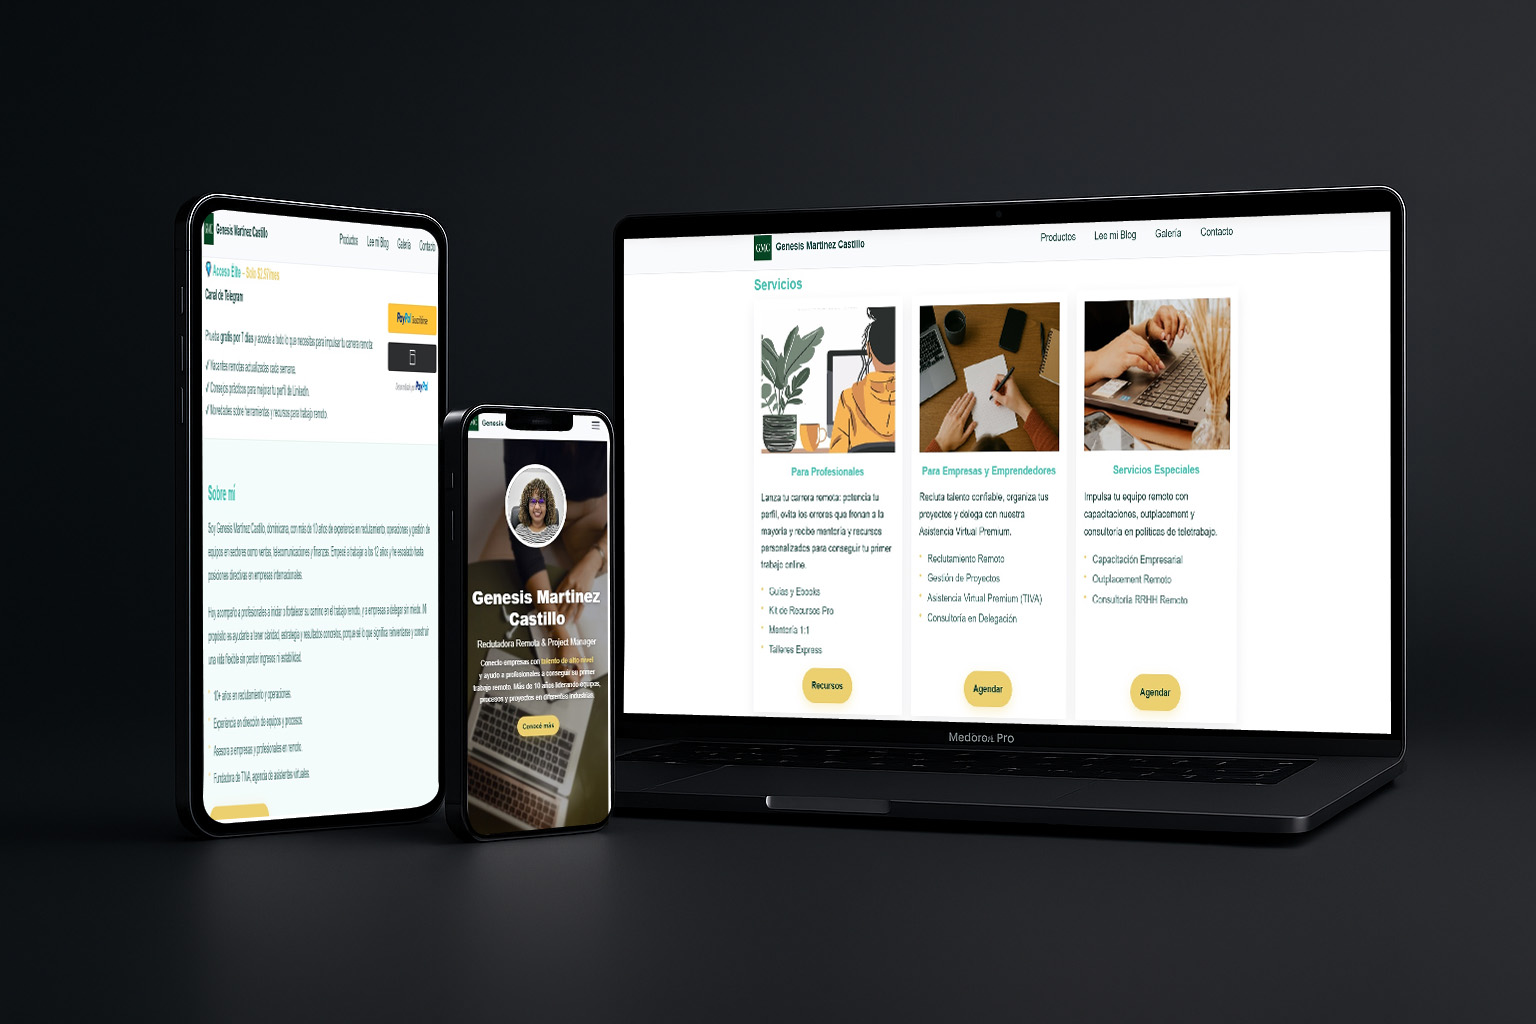 GMC Genesis Martinez Castillo
Productos Lee mi Blog Galería Contacto
Acceso Élite - Solo $2.97/mes
Canal de Telegram
Prueba gratis por 7 días y accede a todo lo que necesitas para impulsar tu carrera remota:
✓ Vacantes remotas actualizadas cada semana.
✓ Consejos prácticos para mejorar tu perfil de LinkedIn.
✓ Novedades sobre herramientas y recursos para trabajo remoto.
PayPal Suscribirse
PayPal
Sobre mí
Soy Genesis Martínez Castillo, dominicana, con más de 10 años de experiencia en reclutamiento, operaciones y gestión de
equipos en sectores como ventas, telecomunicaciones y finanzas. Empecé a trabajar a los 12 años y he escalado hasta
posiciones directivas en empresas internacionales.
Hoy acompaño a profesionales a iniciar o fortalecer su camino en el trabajo remoto, y a empresas a delegar sin miedo. Mi
propósito es ayudarte a tener claridad, estrategia y resultados concretos, porque sé lo que significa reinventarse y construir
una vida flexible sin perder ingresos ni estabilidad.
10+ años en reclutamiento y operaciones.
Experiencia en dirección de equipos y procesos.
Asesora a empresas y profesionales en remoto.
Fundadora de TIVA, agencia de asistentes virtuales.
Genesis
Genesis Martinez
Castillo
Reclutadora Remota & Project Manager
Conecto empresas con talento de alto nivel
y ayudo a profesionales a conseguir su primer
trabajo remoto. Más de 10 años liderando equipos,
procesos y proyectos en diferentes industrias.
Conocé más
GMC Genesis Martinez Castillo
Productos Lee mi Blog Galería Contacto
Servicios
Para Profesionales
Lanza tu carrera remota: potencia tu
perfil, evita los errores que frenan a la
mayoría y recibe mentoría y recursos
personalizados para conseguir tu primer
trabajo online.
Guías y Ebooks
Kit de Recursos Pro
Mentoría 1:1
Talleres Express
Recursos
Para Empresas y Emprendedores
Recluta talento confiable, organiza tus
proyectos y delega con nuestra
Asistencia Virtual Premium.
Reclutamiento Remoto
Gestión de Proyectos
Asistencia Virtual Premium (TIVA)
Consultoría en Delegación
Agendar
Servicios Especiales
Impulsa tu equipo remoto con
capacitaciones, outplacement y
consultoría en políticas de teletrabajo.
Capacitación Empresarial
Outplacement Remoto
Consultoría RRHH Remoto
Agendar
Pro